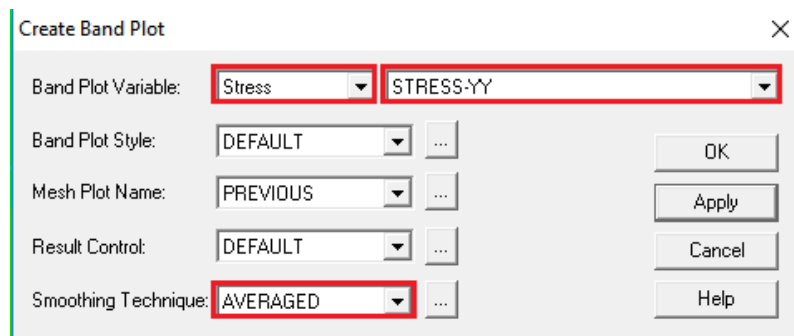 Create Band Plot
Band Plot Variable: Stress STRESS-YY
Band Plot Style: DEFAULT ... OK
Mesh Plot Name: PREVIOUS ... Apply
Result Control: DEFAULT ... Cancel
Smoothing Technique: AVERAGED ... Help